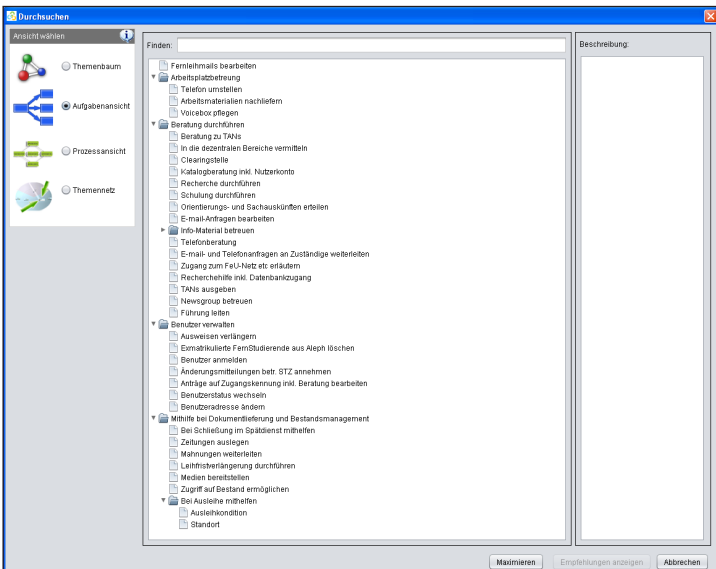 Durchsuchen
Ansicht wählen
Themenbaum
Aufgabenansicht
Prozessansicht
Themennetz
Finden:
Fernleihmails bearbeiten
Arbeitsplatzbetreung
Telefon umstellen
Arbeitsmaterialien nachliefern
Voicebox pflegen
Beratung durchführen
Beratung zu TANs
In die dezentralen Bereiche vermitteln
Clearingstelle
Katalogberatung inkl. Nutzerkonto
Recherche durchführen
Schulung durchführen
Orientierungs- und Sachauskünften erteilen
E-mail-Anfragen bearbeiten
Info-Material betreuen
Telefonberatung
E-mail- und Telefonanfragen an Zuständige weiterleiten
Zugang zum FeU-Netz etc erläutern
Recherchehilfe inkl. Datenbankzugang
TANs ausgeben
Newsgroup betreuen
Führung leiten
Benutzer verwalten
Ausweisen verlängern
Exmatrikulierte FernStudierende aus Aleph löschen
Benutzer anmelden
Änderungsmitteilungen betr. STZ annehmen
Anträge auf Zugangskennung inkl. Beratung bearbeiten
Benutzerstatus wechseln
Benutzeradresse ändern
Mithilfe bei Dokumentlieferung und Bestandsmanagement
Bei Schließung im Spätdienst mithelfen
Zeitungen auslegen
Mahnungen weiterleiten
Leihfristverlängerung durchführen
Medien bereitstellen
Zugriff auf Bestand ermöglichen
Bei Ausleihe mithelfen
Ausleihkondition
Standort
Beschreibung:
Maximieren
Empfehlungen anzeigen
Abbrechen